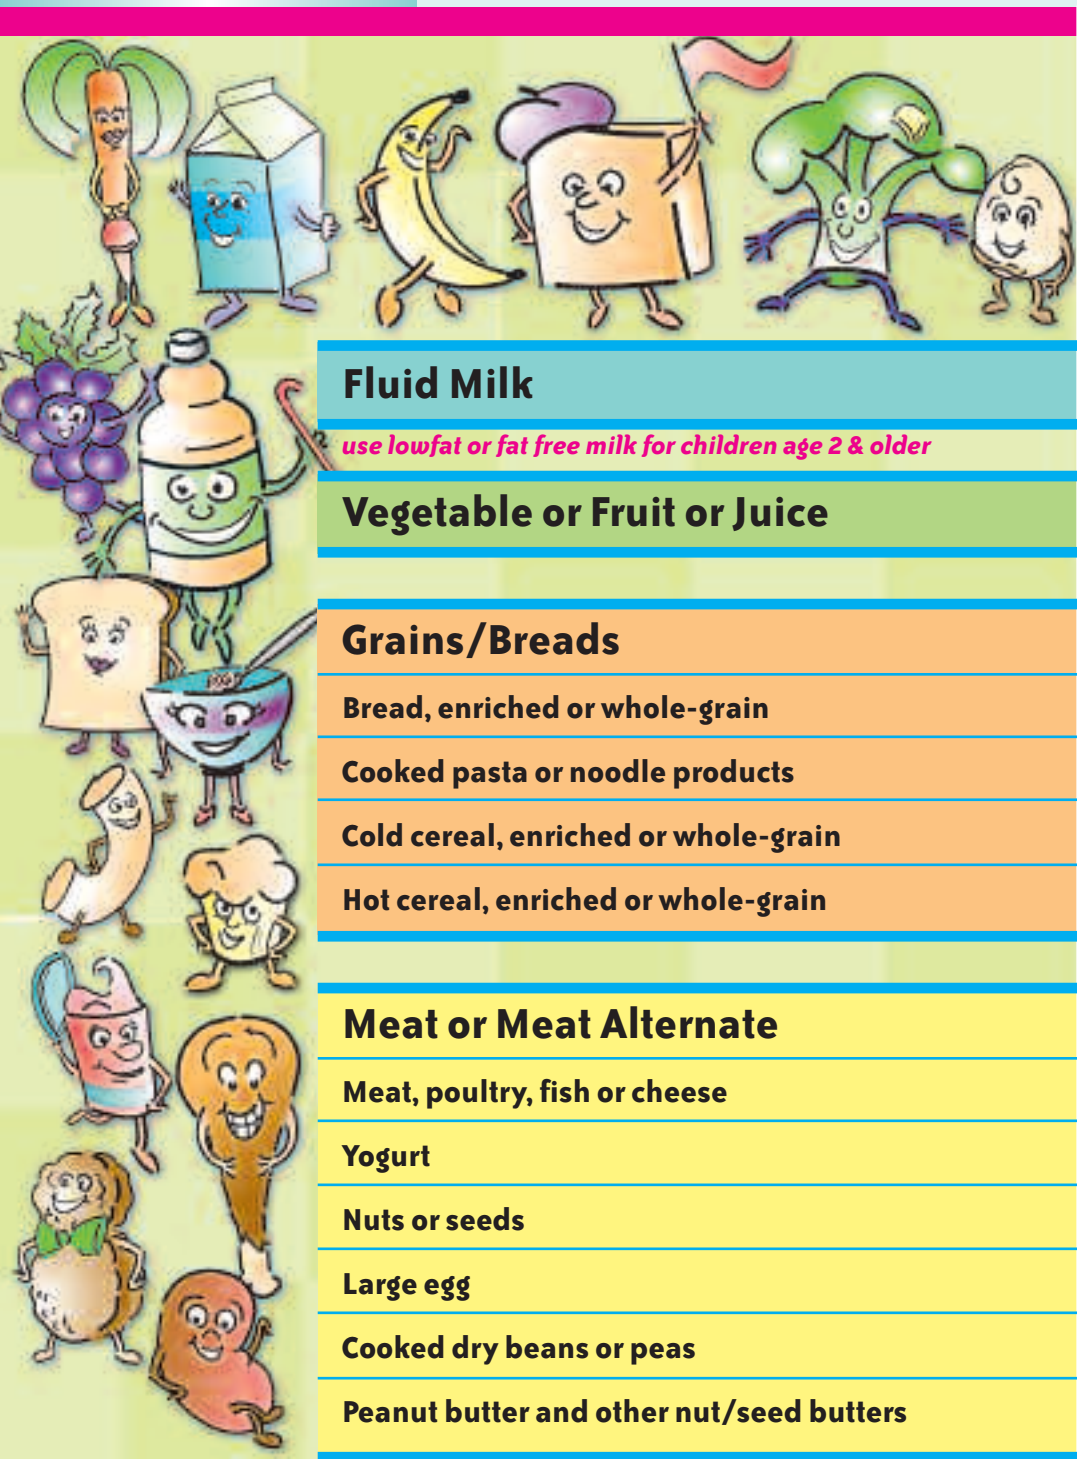 Fluid Milk
use lowfat or fat free milk for children age 2 & older
Vegetable or Fruit or Juice
Grains/Breads
Bread, enriched or whole-grain
Cooked pasta or noodle products
Cold cereal, enriched or whole-grain
Hot cereal, enriched or whole-grain
Meat or Meat Alternate
Meat, poultry, fish or cheese
Yogurt
Nuts or seeds
Large egg
Cooked dry beans or peas
Peanut butter and other nut/seed butters